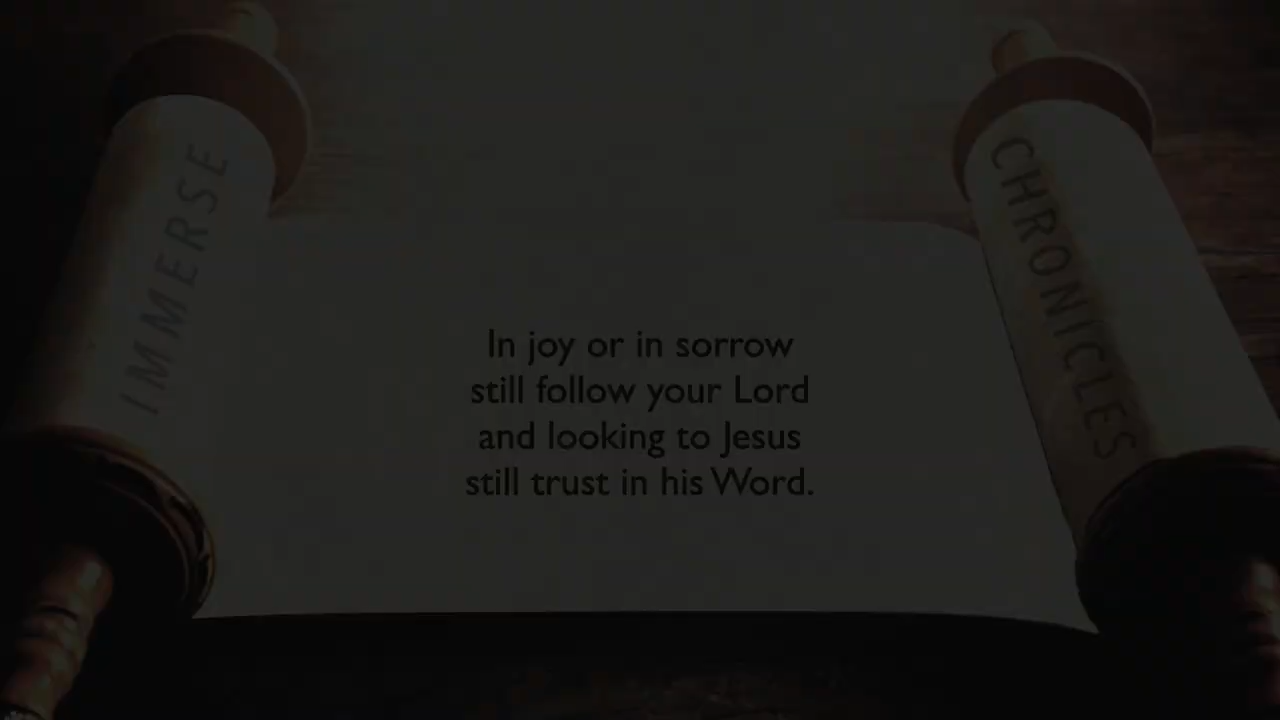 IMMERSE
CHRONICLES
In joy or in sorrow
still follow your Lord
and looking to Jesus
still trust in his Word.